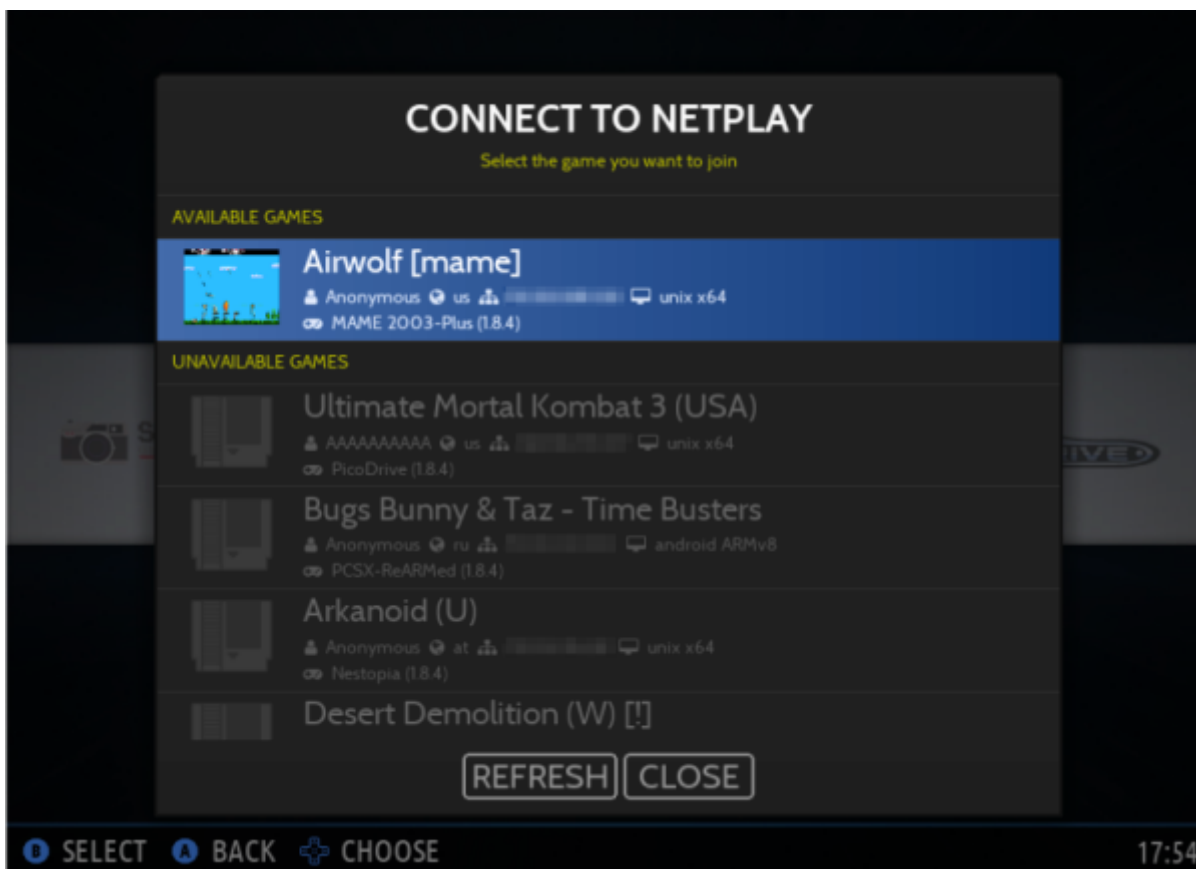 CONNECT TO NETPLAY
Select the game you want to join
AVAILABLE GAMES
Airwolf [mame]
Anonymous us unix x64
MAME 2003-Plus (1.8.4)
UNAVAILABLE GAMES
Ultimate Mortal Kombat 3 (USA)
AAAAAAAAAA us unix x64
PicoDrive (1.8.4)
Bugs Bunny & Taz - Time Busters
Anonymous ru android ARMv8
PCSX-ReARMed (1.8.4)
Arkanoid (U)
Anonymous at unix x64
Nestopia (1.8.4)
Desert Demolition (W) [!]
REFRESH CLOSE
B SELECT A BACK CHOOSE 17:54